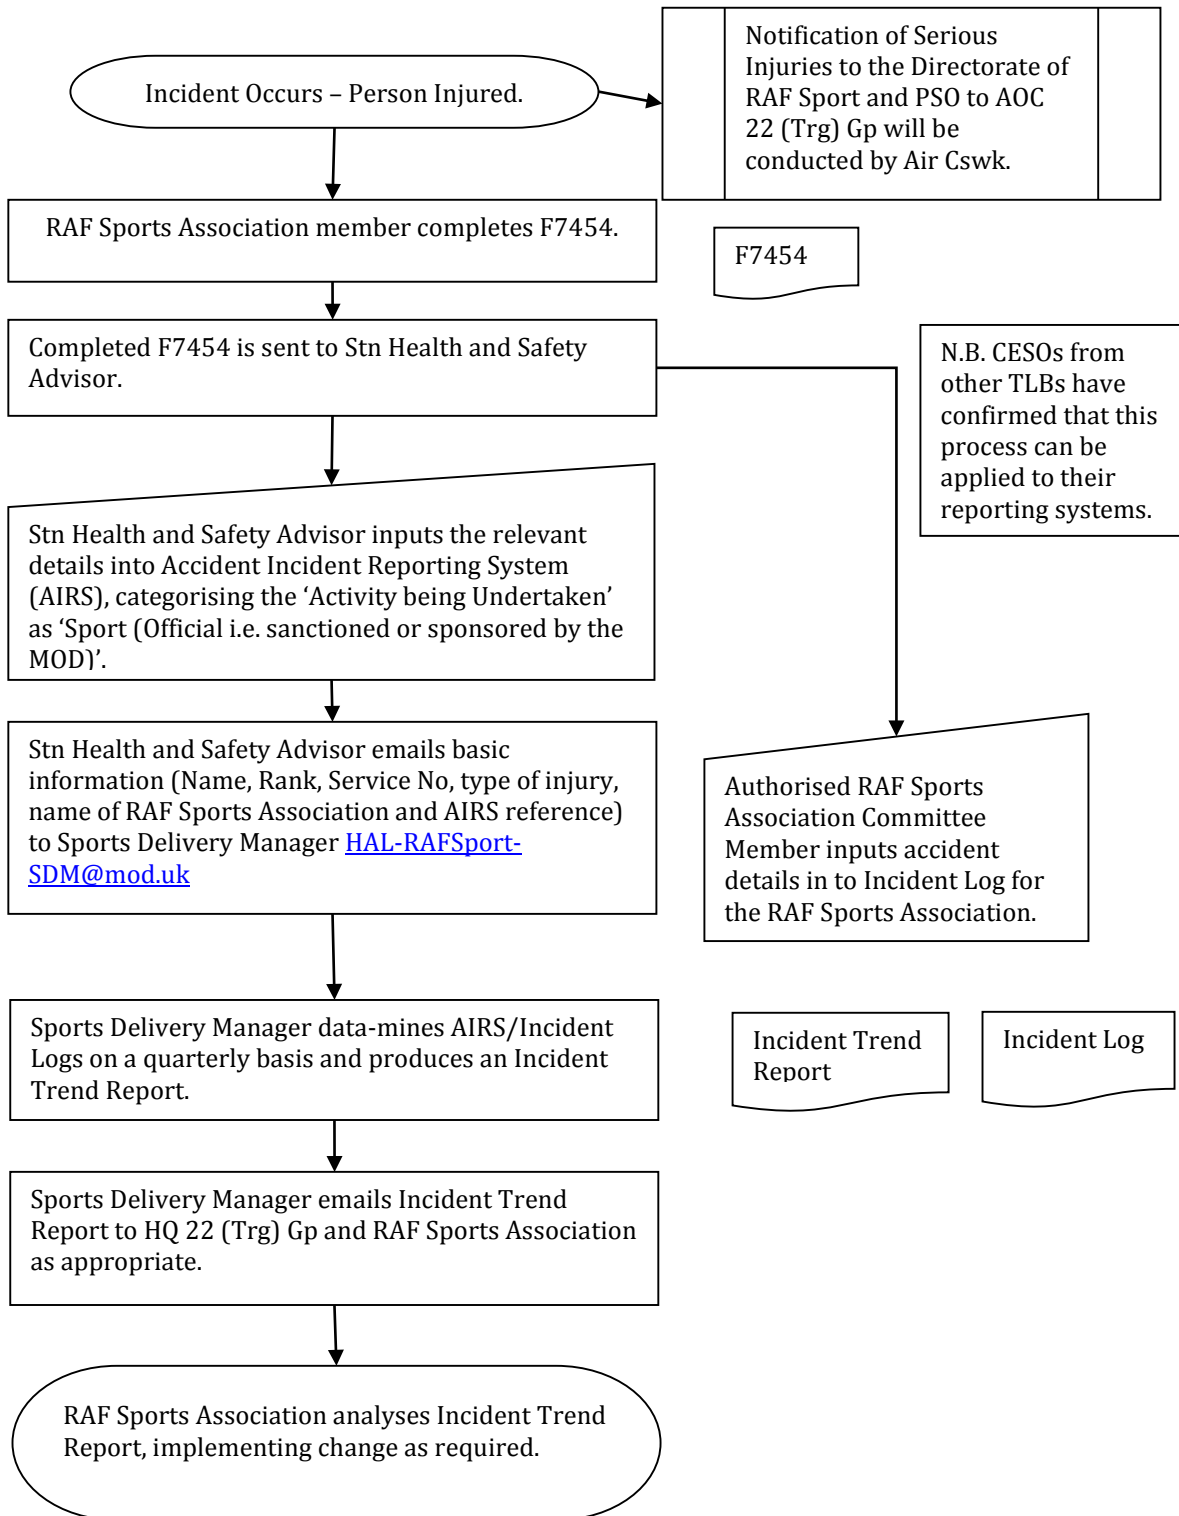 Incident Occurs – Person Injured.
Notification of Serious
Injuries to the Directorate of
RAF Sport and PSO to AOC
22 (Trg) Gp will be
conducted by Air Cswk.
RAF Sports Association member completes F7454.
F7454
Completed F7454 is sent to Stn Health and Safety
Advisor.
N.B. CESOs from
other TLBs have
confirmed that this
process can be
applied to their
reporting systems.
Stn Health and Safety Advisor inputs the relevant
details into Accident Incident Reporting System
(AIRS), categorising the ‘Activity being Undertaken’
as ‘Sport (Official i.e. sanctioned or sponsored by the
MOD)’.
Stn Health and Safety Advisor emails basic
information (Name, Rank, Service No, type of injury,
name of RAF Sports Association and AIRS reference)
to Sports Delivery Manager HAL-RAFSport-
SDM@mod.uk
Authorised RAF Sports
Association Committee
Member inputs accident
details in to Incident Log for
the RAF Sports Association.
Sports Delivery Manager data-mines AIRS/Incident
Logs on a quarterly basis and produces an Incident
Trend Report.
Incident Trend
Report
Incident Log
Sports Delivery Manager emails Incident Trend
Report to HQ 22 (Trg) Gp and RAF Sports Association
as appropriate.
RAF Sports Association analyses Incident Trend
Report, implementing change as required.